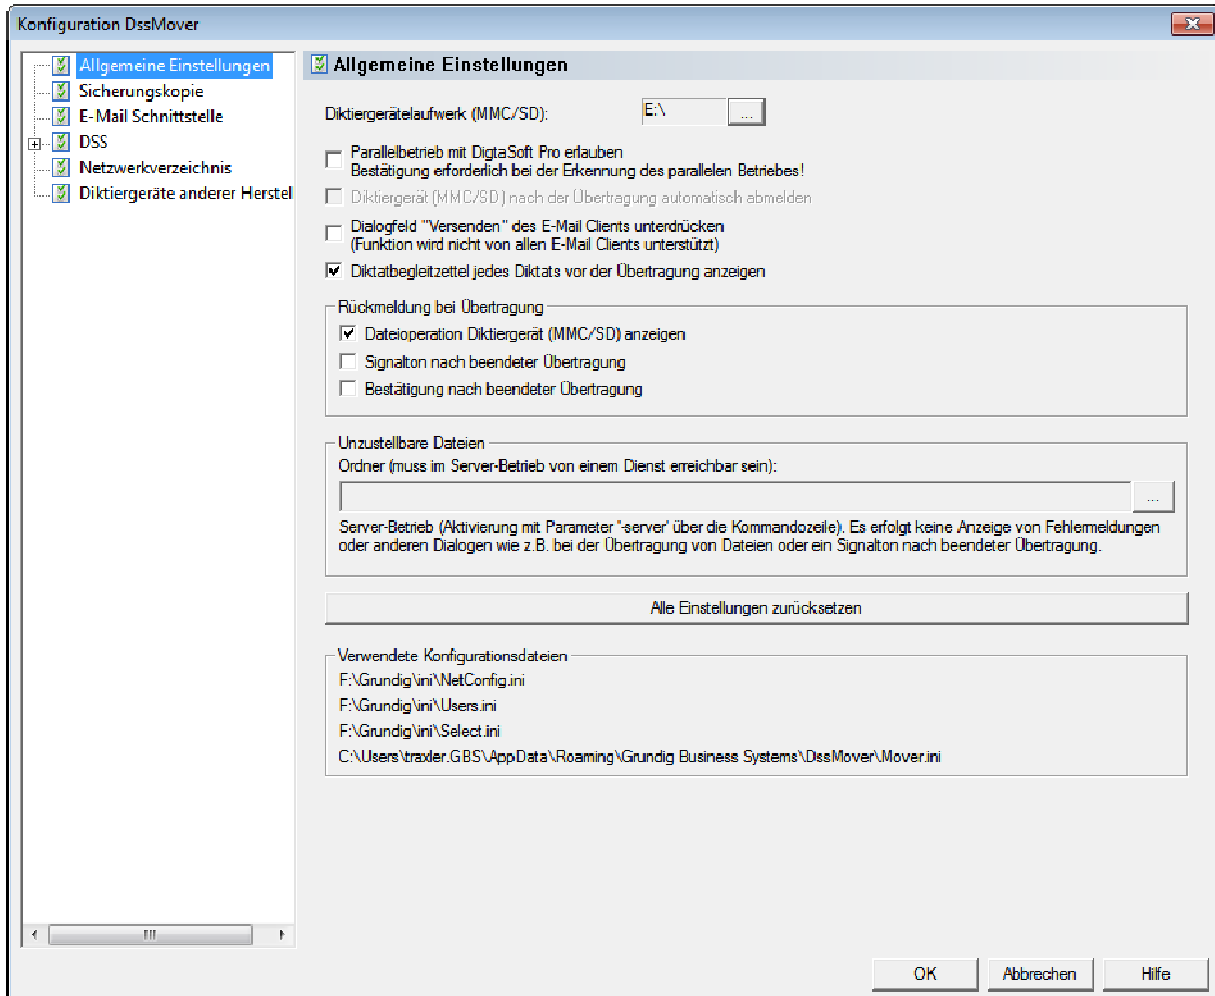 Konfiguration DssMover
Allgemeine Einstellungen
Sicherungskopie
E-Mail Schnittstelle
DSS
Netzwerkverzeichnis
Diktiergeräte anderer Herstel
Allgemeine Einstellungen
Diktiergerätelaufwerk (MMC/SD):
E:\
...
Parallelbetrieb mit DigtaSoft Pro erlauben
Bestätigung erforderlich bei der Erkennung des parallelen Betriebes!
Diktiergerät (MMC/SD) nach der Übertragung automatisch abmelden
Dialogfeld "'Versenden" des E-Mail Clients unterdrücken
(Funktion wird nicht von allen E-Mail Clients unterstützt)
Diktatbegleitzettel jedes Diktats vor der Übertragung anzeigen
Rückmeldung bei Übertragung
Dateioperation Diktiergerät (MMC/SD) anzeigen
Signalton nach beendeter Übertragung
Bestätigung nach beendeter Übertragung
Unzustellbare Dateien
Ordner (muss im Server-Betrieb von einem Dienst erreichbar sein):
...
Server-Betrieb (Aktivierung mit Parameter '-server' über die Kommandozeile). Es erfolgt keine Anzeige von Fehlermeldungen
oder anderen Dialogen wie z.B. bei der Übertragung von Dateien oder ein Signalton nach beendeter Übertragung.
Alle Einstellungen zurücksetzen
Verwendete Konfigurationsdateien
F:\Grundig\ini\NetConfig.ini
F:\Grundig\ini\Users.ini
F:\Grundig\ini\Select.ini
C:\Users\traxler.GBS\AppData\Roaming\Grundig Business Systems\DssMover\Mover.ini
OK
Abbrechen
Hilfe